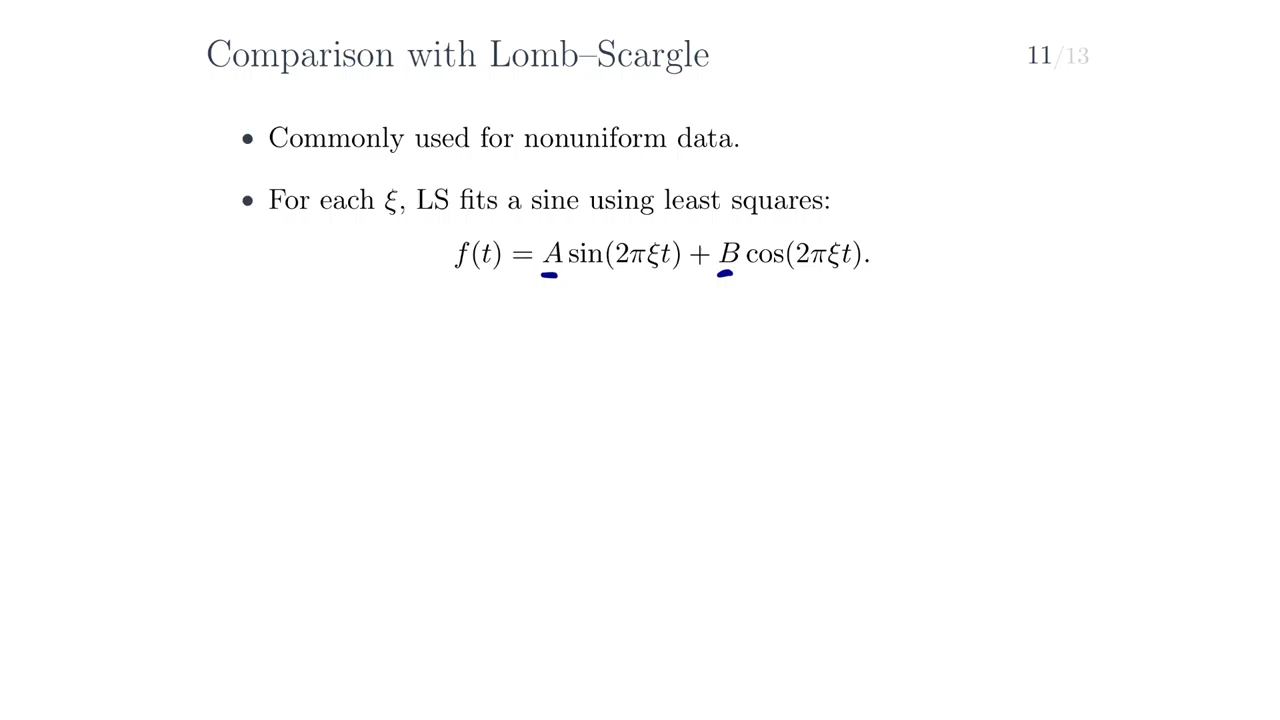 Comparison with Lomb–Scargle
11/13
• Commonly used for nonuniform data.
• For each ξ, LS fits a sine using least squares:
f(t) = A sin(2πξt) + B cos(2πξt).